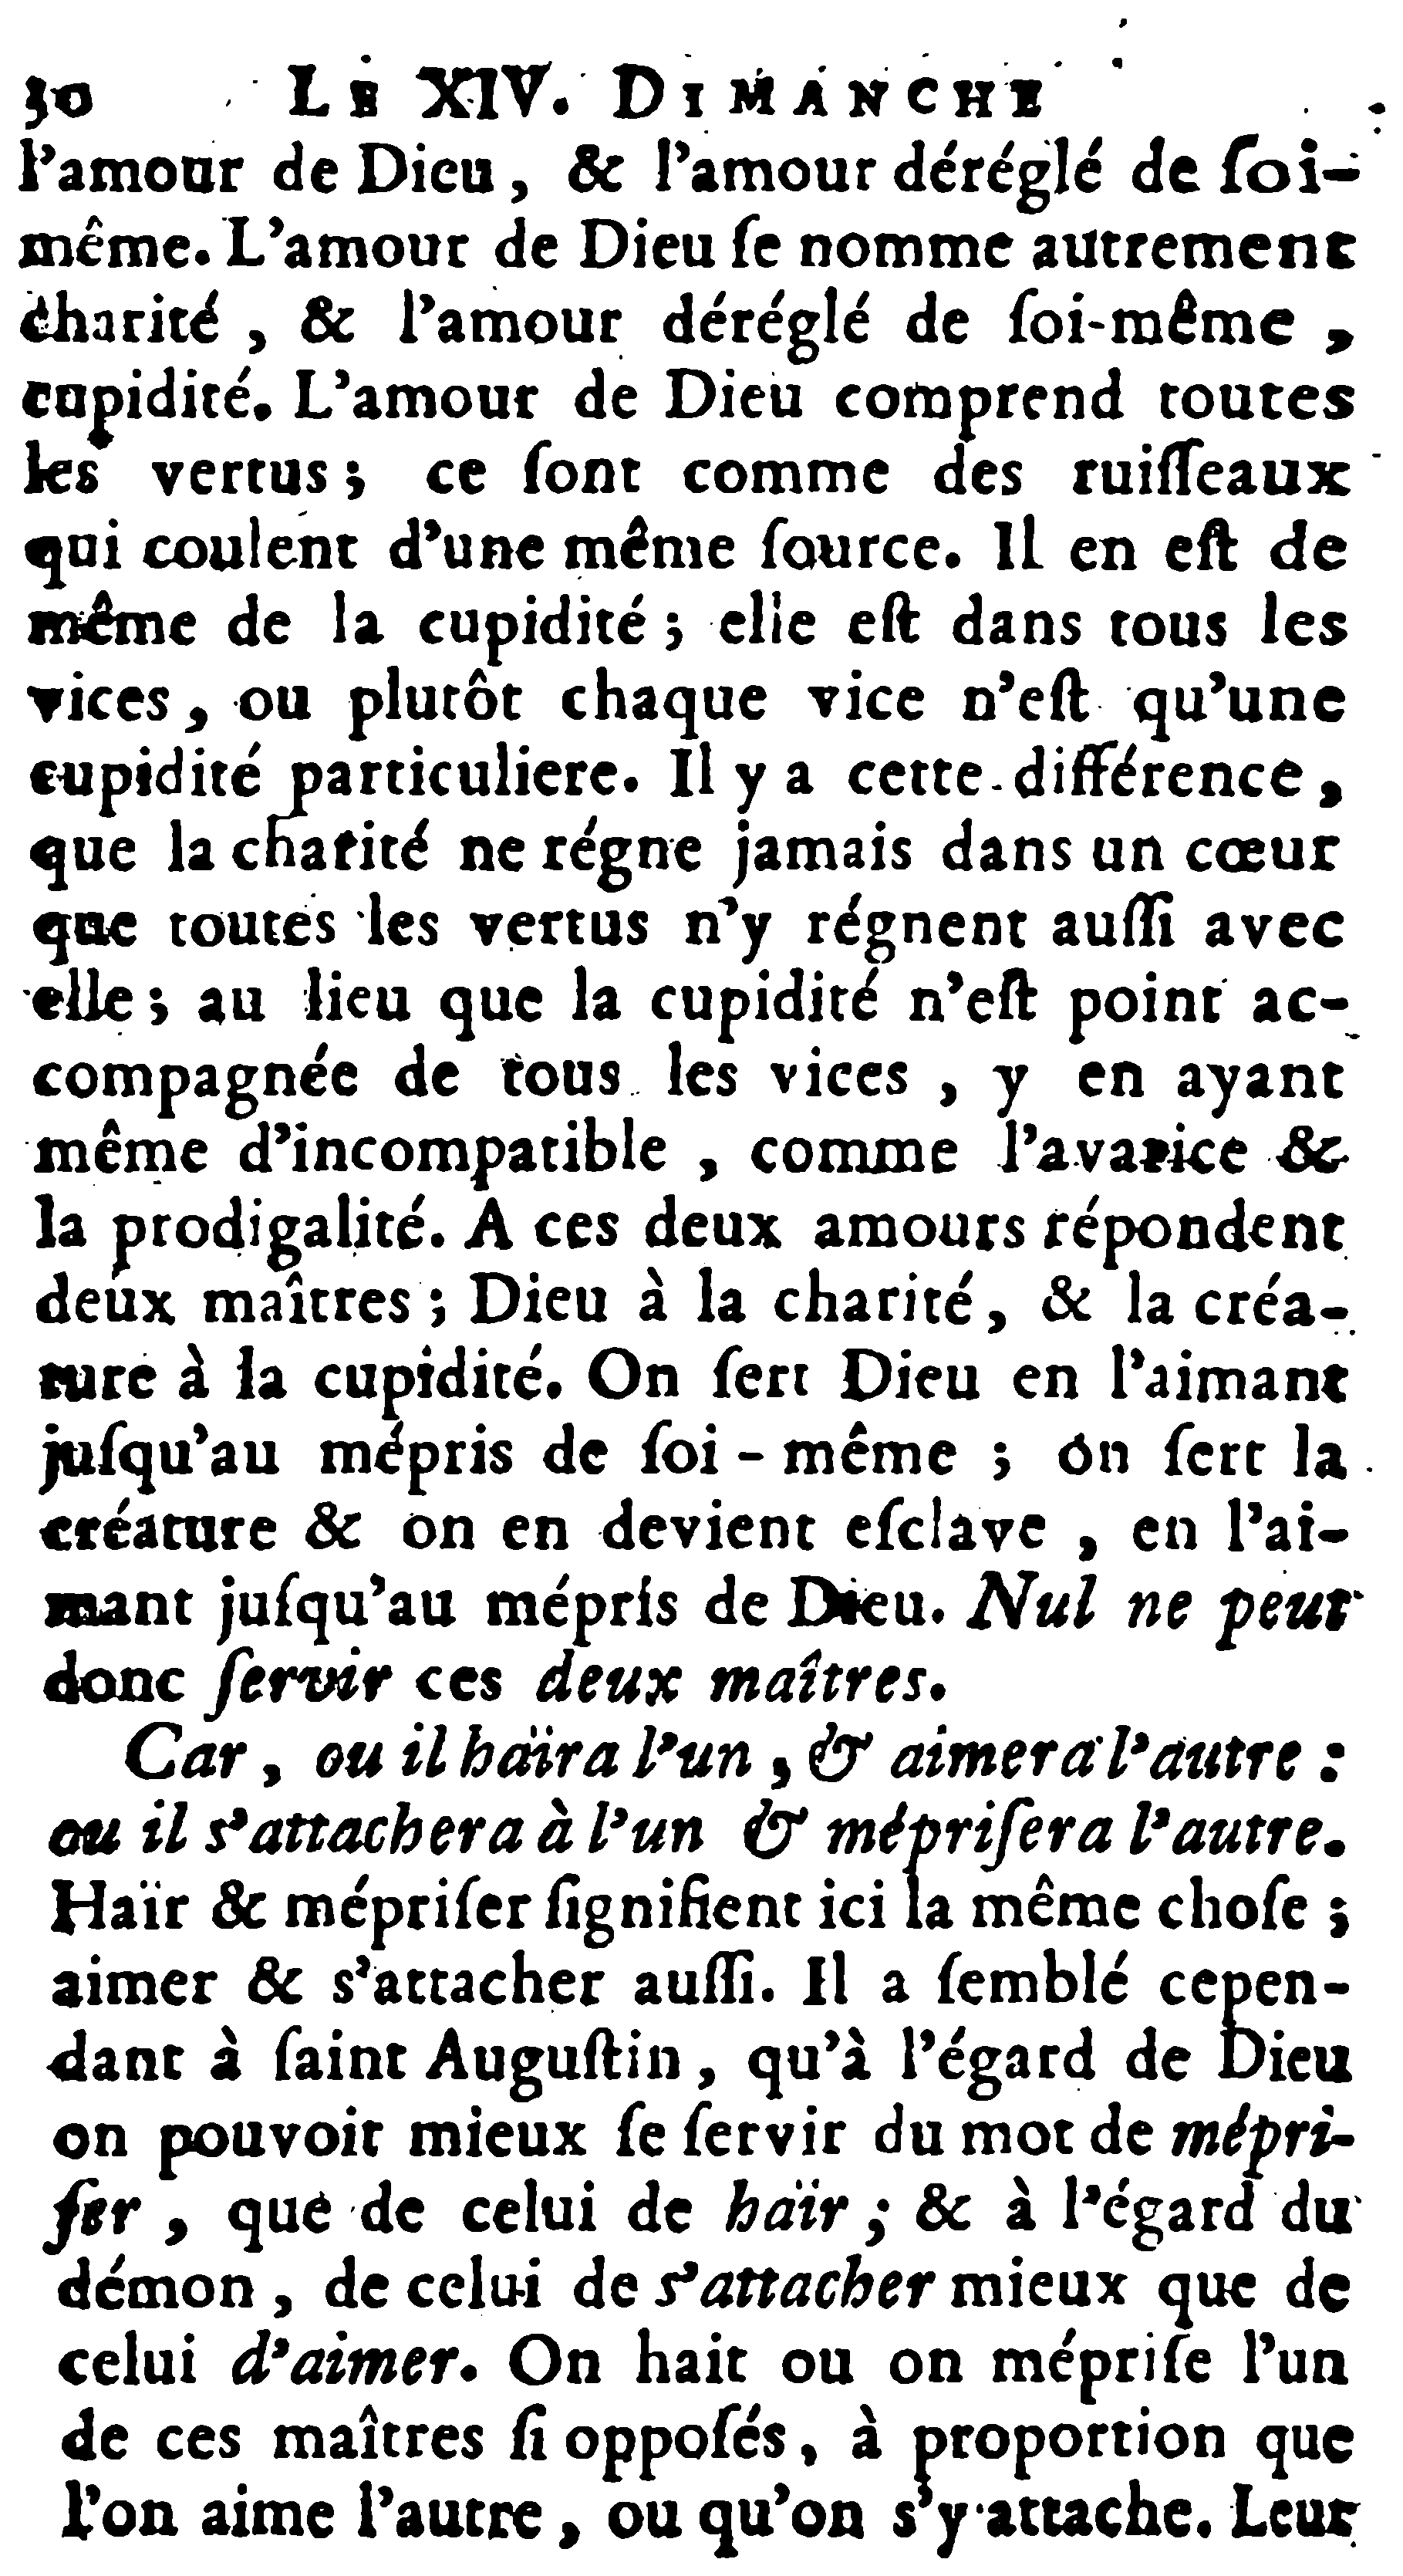 30 LE XIV. DIMANCHE
l'amour de Dieu, & l'amour déréglé de ſoi-
même. L'amour de Dieu ſe nomme autrement
charité, & l'amour déréglé de ſoi-même,
cupidité. L'amour de Dieu comprend toutes
les vertus; ce ſont comme des ruiſſeaux
qui coulent d'une même ſource. Il en eſt de
même de la cupidité; elle eſt dans tous les
vices, ou plutôt chaque vice n'eſt qu'une
cupidité particuliere. Il y a cette différence,
que la charité ne régne jamais dans un cœur
que toutes les vertus n'y régnent auſſi avec
elle; au lieu que la cupidité n'eſt point ac-
compagnée de tous les vices, y en ayant
même d'incompatible, comme l'avarice &
la prodigalité. A ces deux amours répondent
deux maîtres; Dieu à la charité, & la créa-
ture à la cupidité. On ſert Dieu en l'aimant
juſqu'au mépris de ſoi-même; on ſert la
créature & on en devient eſclave, en l'ai-
mant juſqu'au mépris de Dieu. Nul ne peut
donc ſervir ces deux maîtres.
Car, ou il haïra l'un, & aimera l'autre:
ou il s'attachera à l'un & mépriſera l'autre.
Haïr & mépriſer ſignifient ici la même choſe;
aimer & s'attacher auſſi. Il a ſemblé cepen-
dant à ſaint Auguſtin, qu'à l'égard de Dieu
on pouvoit mieux ſe ſervir du mot de mépri-
ſer, que de celui de haïr; & à l'égard du
démon, de celui de s'attacher mieux que de
celui d'aimer. On hait ou on mépriſe l'un
de ces maîtres ſi oppoſés, à proportion que
l'on aime l'autre, ou qu'on s'y attache. Leur